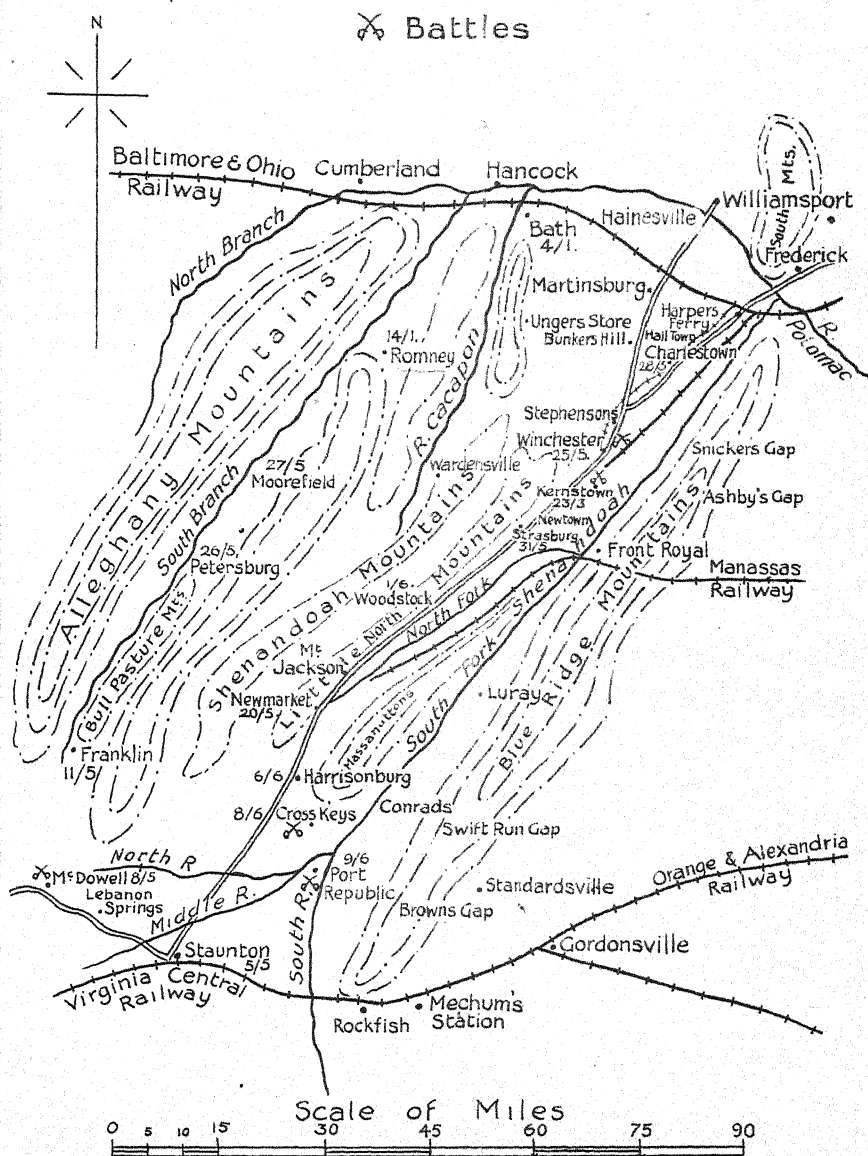 Battles
N
Baltimore & Ohio
Railway
Cumberland
Hancock
South Mts.
Williamsport
Hainesville
North Branch
Bath
4/1.
Frederick
Martinsburg
Harpers
Ferry
Ungers Store
Bunkers Hill
Hall Town
Charlestown
28/5
R. Potomac
14/1.
Romney
R. Cacapon
Alleghany Mountains
Stephensons
Winchester
25/5.
Snickers Gap
27/5
Moorefield
Wardensville
Kernstown
23/3
Ashby's Gap
Newtown
Strasburg
31/5
South Branch
26/5.
Petersburg
Shenandoah
Front Royal
Manassas
Railway
Shenandoah Mountains
1/6
Woodstock
Little North Mountains
North Fork
Bull Pasture Mts.
Mt
Jackson
Newmarket
20/5
South Fork
Massanuttons
Luray
Blue Ridge Mountains
Franklin
11/5
6/6
Harrisonburg
8/6
Cross Keys
Conrads
Swift Run Gap
North R
9/6
Port
Republic
Orange & Alexandria
Railway
McDowell 8/5
Lebanon
Springs
Middle R.
Standardsville
Browns Gap
South R
Staunton
5/5
Gordonsville
Virginia Central
Railway
Rockfish
Mechum's
Station
Scale of Miles
0 5 10 15 30 45 60 75 90